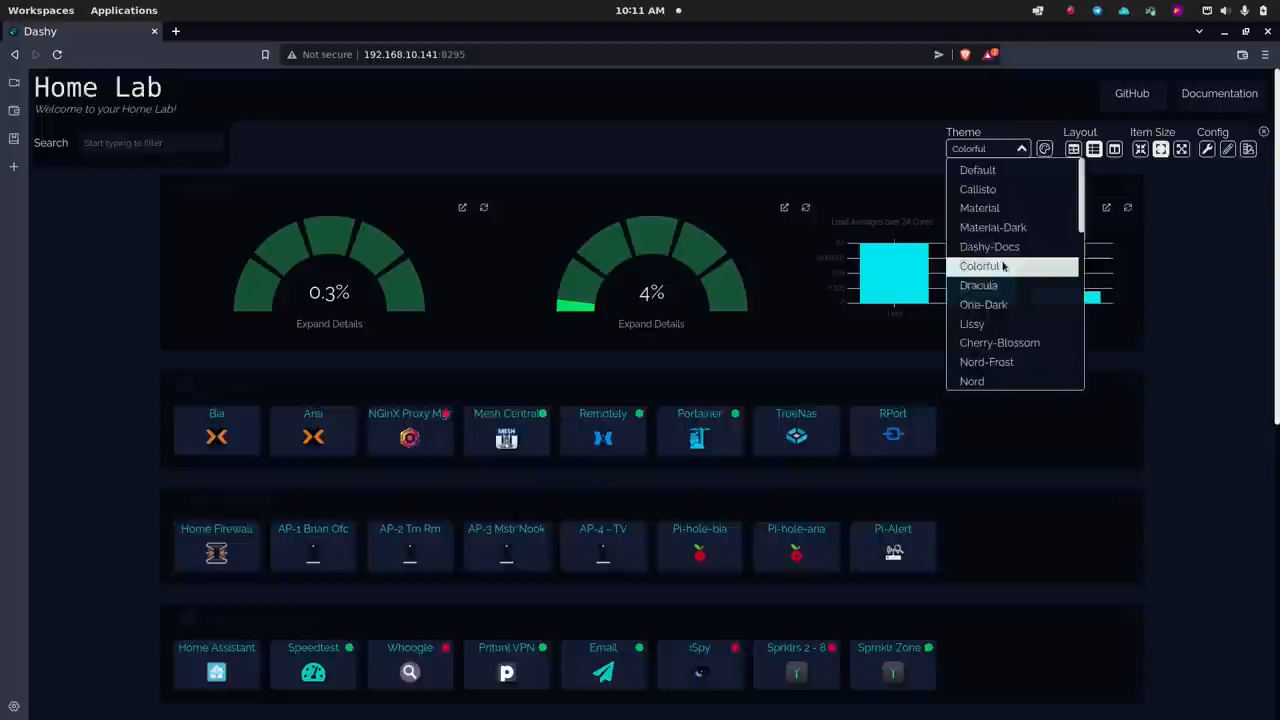 Workspaces Applications 10:11 AM
Dashy
Not secure 192.168.10.141:8295
Home Lab
Welcome to your Home Lab!
GitHub Documentation
Theme Layout Item Size Config
Search Start typing to filter
Colorful
Default
Callisto
Material
Material-Dark
Dashy-Docs
Colorful
Dracula
One-Dark
Lissy
Cherry-Blossom
Nord-Frost
Nord
Load Averages over 24 Cores
0.3% 4%
Expand Details Expand Details
Bia Aria NGinX Proxy Mgr Mesh Central Remotely Portainer TrueNas RPort
MESH
Home Firewall AP-1 Brian Ofc AP-2 Tm Rm AP-3 Mstr Nook AP-4 - TV Pi-hole-bia Pi-hole-aria Pi-Alert
Home Assistant Speedtest Whoogle Pritunl VPN Email iSpy Sprklrs 2 - 8 Sprnklr Zone